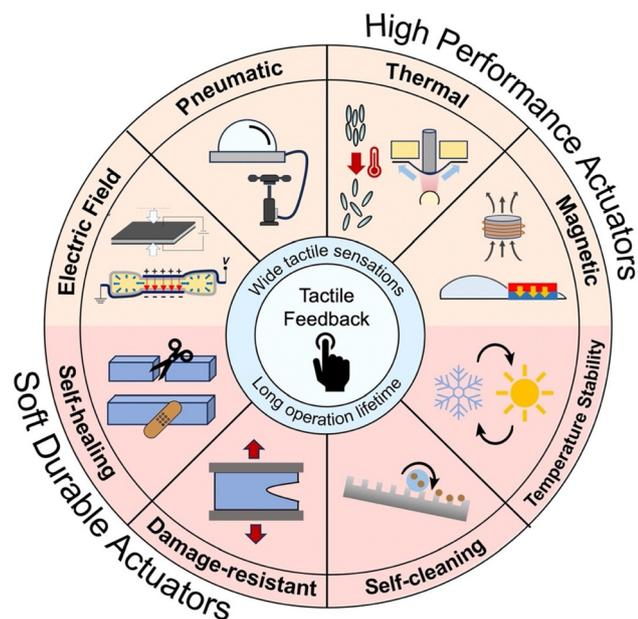 High Performance Actuators
Pneumatic
Thermal
Electric Field
Magnetic
Wide tactile sensations
Tactile
Feedback
Long operation lifetime
Self-healing
Temperature Stability
Damage-resistant
Self-cleaning
Soft Durable Actuators
+ + + + +
V